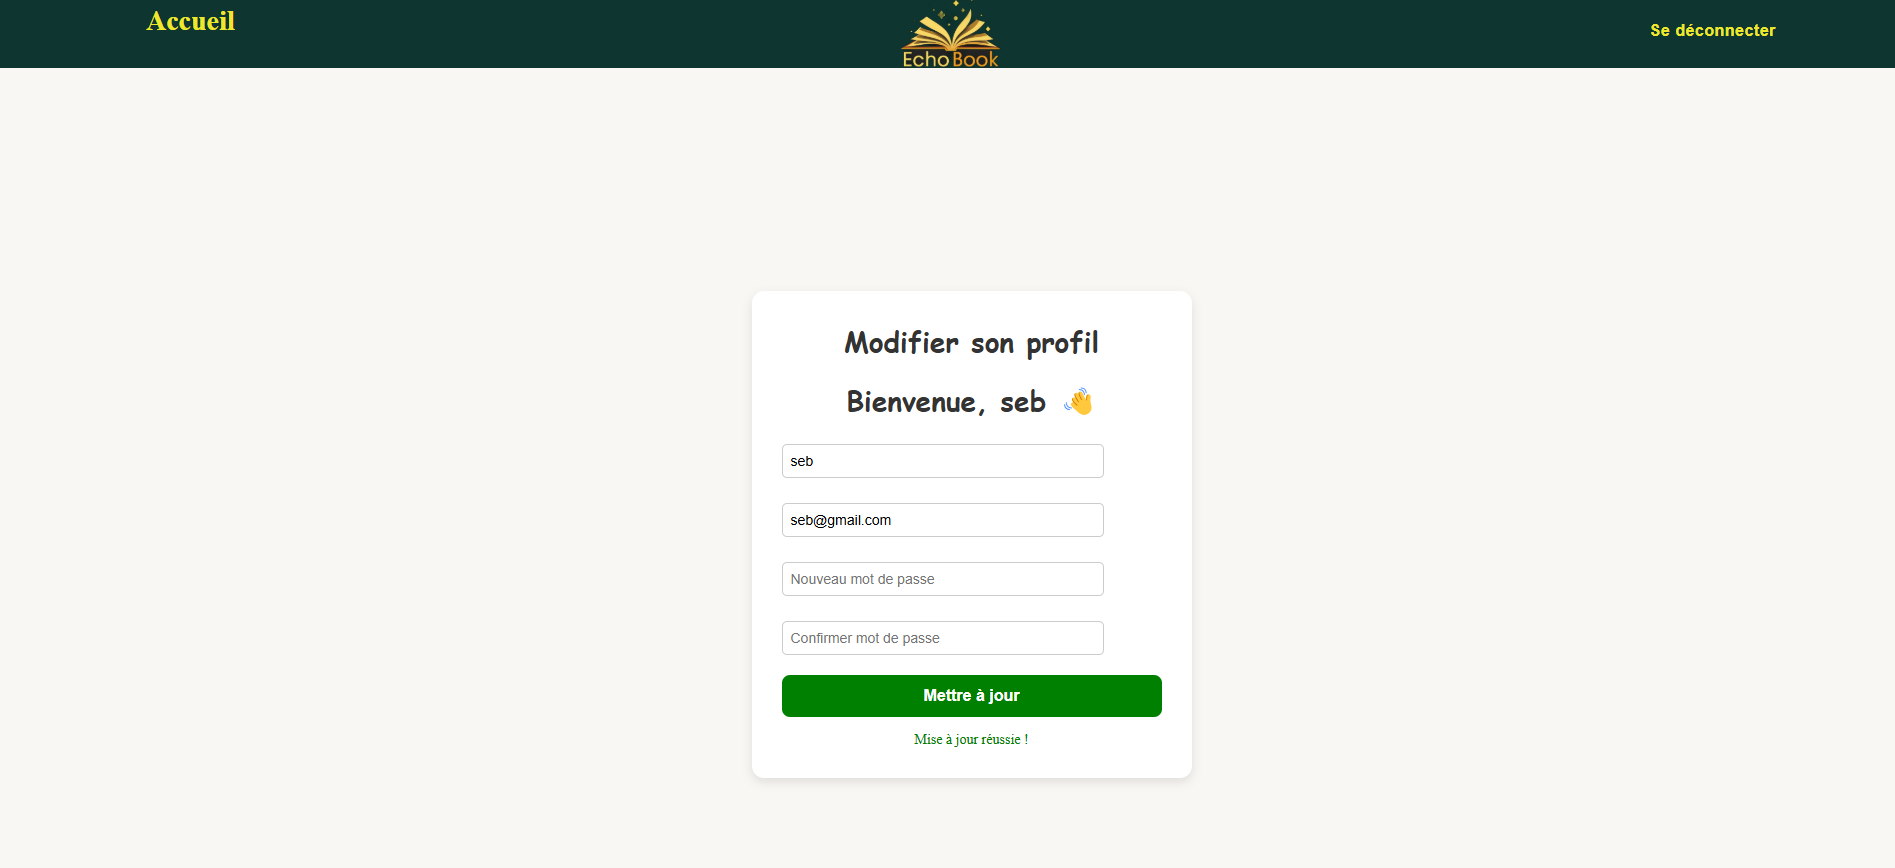 Accueil
EchoBook
Se déconnecter
Modifier son profil
Bienvenue, seb 👋
seb
seb@gmail.com
Nouveau mot de passe
Confirmer mot de passe
Mettre à jour
Mise à jour réussie !